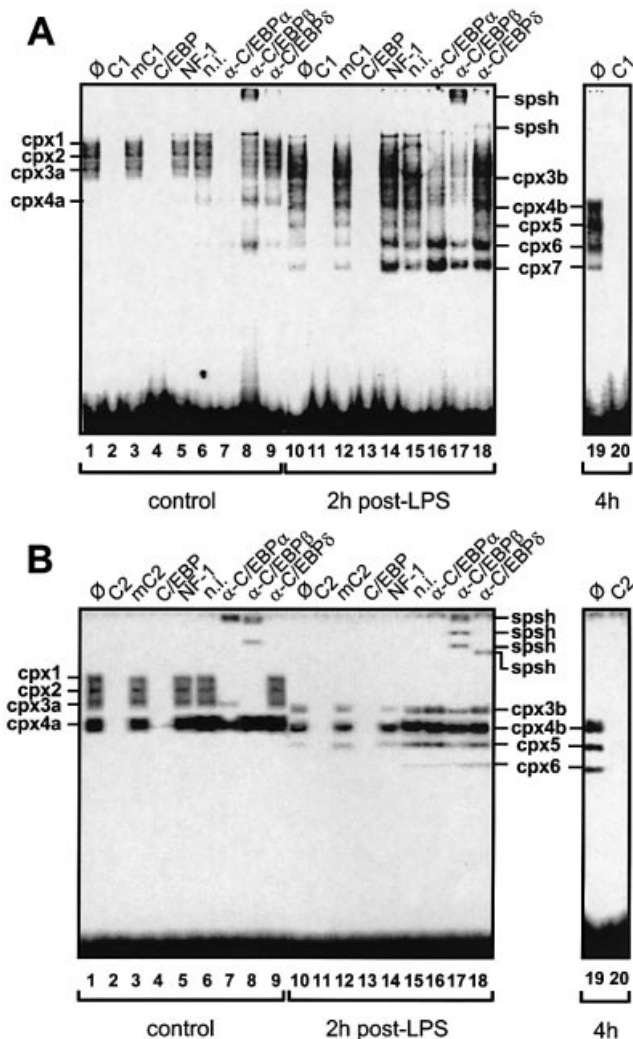 A
Ø C1 mC1 C/EBP NF-1 n.i. α-C/EBPα α-C/EBPβ α-C/EBPδ Ø C1 mC1 C/EBP NF-1 n.i. α-C/EBPα α-C/EBPβ α-C/EBPδ Ø C1
spsh
spsh
cpx1
cpx2
cpx3a
cpx3b
cpx4a
cpx4b
cpx5
cpx6
cpx7
1 2 3 4 5 6 7 8 9 10 11 12 13 14 15 16 17 18 19 20
control 2h post-LPS 4h
B
Ø C2 mC2 C/EBP NF-1 n.i. α-C/EBPα α-C/EBPβ α-C/EBPδ Ø C2 mC2 C/EBP NF-1 n.i. α-C/EBPα α-C/EBPβ α-C/EBPδ Ø C2
spsh
spsh
spsh
spsh
cpx1
cpx2
cpx3a
cpx3b
cpx4a
cpx4b
cpx5
cpx6
1 2 3 4 5 6 7 8 9 10 11 12 13 14 15 16 17 18 19 20
control 2h post-LPS 4h